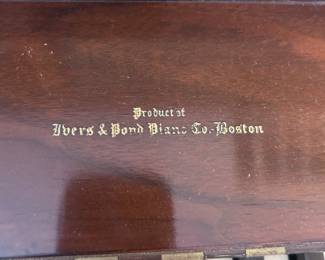 Product of
Ivers & Pond Piano Co.-Boston